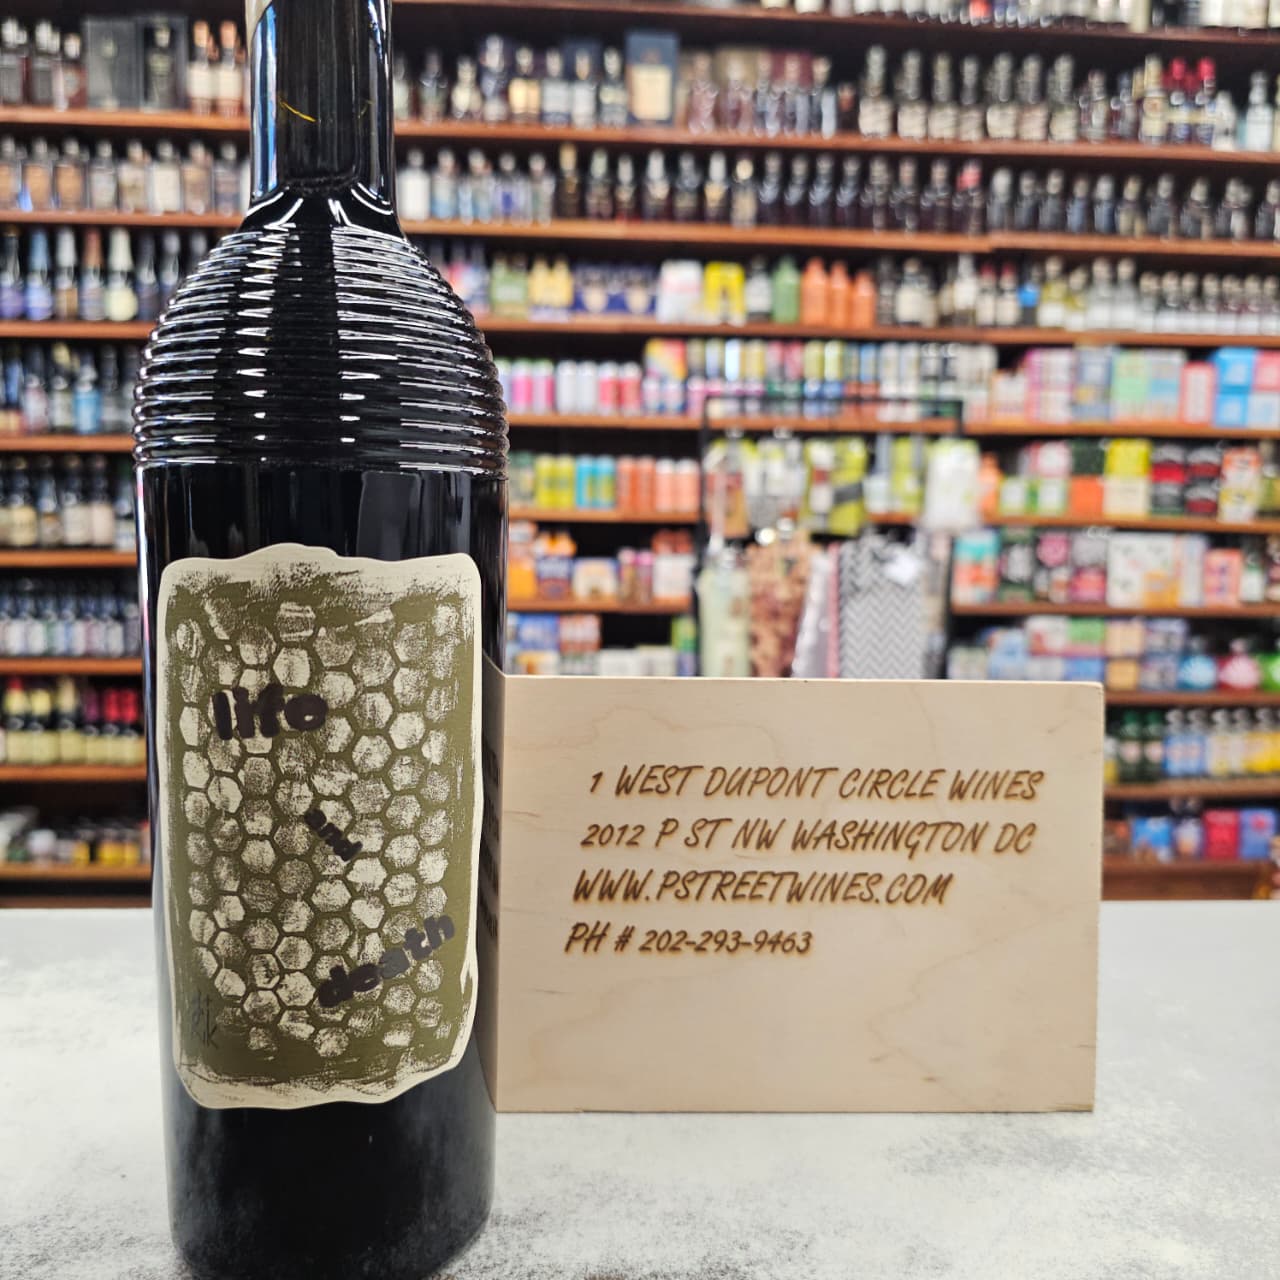 life
and
death
1 WEST DUPONT CIRCLE WINES
2012 P ST NW WASHINGTON DC
WWW.PSTREETWINES.COM
PH # 202-293-9463